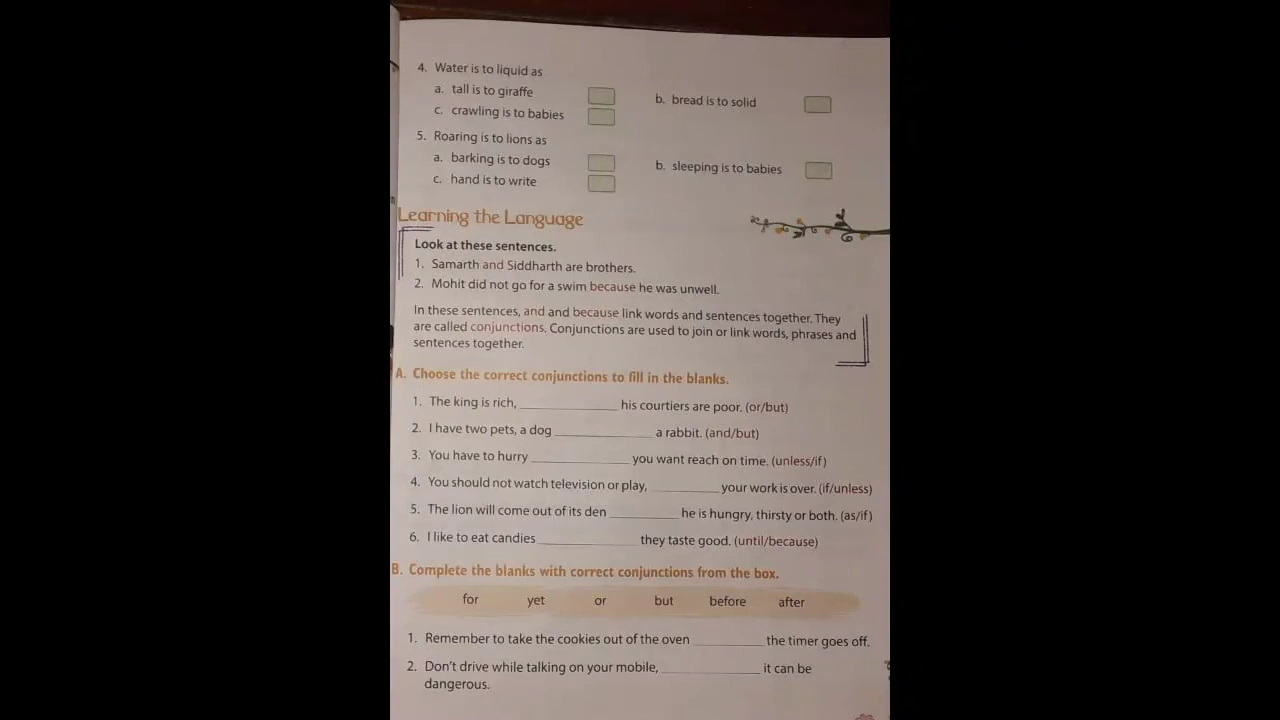 4. Water is to liquid as
a. tall is to giraffe
b. bread is to solid
c. crawling is to babies
5. Roaring is to lions as
a. barking is to dogs
b. sleeping is to babies
c. hand is to write
Learning the Language
Look at these sentences.
1. Samarth and Siddharth are brothers.
2. Mohit did not go for a swim because he was unwell.
In these sentences, and and because link words and sentences together. They
are called conjunctions. Conjunctions are used to join or link words, phrases and
sentences together.
A. Choose the correct conjunctions to fill in the blanks.
1. The king is rich, ____________ his courtiers are poor. (or/but)
2. I have two pets, a dog ____________ a rabbit. (and/but)
3. You have to hurry ____________ you want reach on time. (unless/if)
4. You should not watch television or play, ________ your work is over. (if/unless)
5. The lion will come out of its den ________ he is hungry, thirsty or both. (as/if)
6. I like to eat candies ____________ they taste good. (until/because)
B. Complete the blanks with correct conjunctions from the box.
for yet or but before after
1. Remember to take the cookies out of the oven ________ the timer goes off.
2. Don't drive while talking on your mobile, ____________ it can be
dangerous.